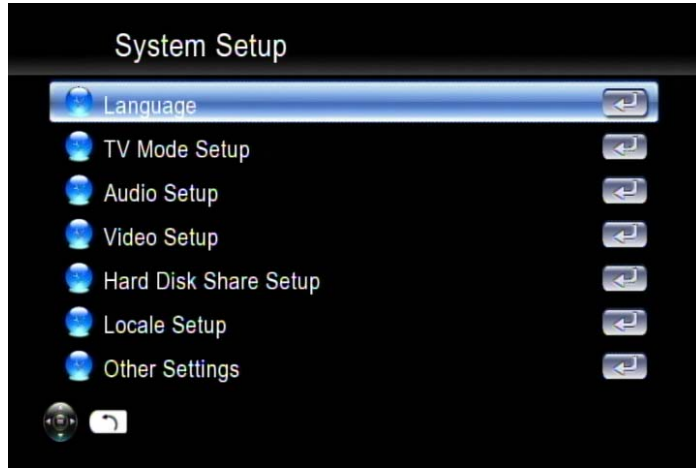 System Setup
Language
TV Mode Setup
Audio Setup
Video Setup
Hard Disk Share Setup
Locale Setup
Other Settings